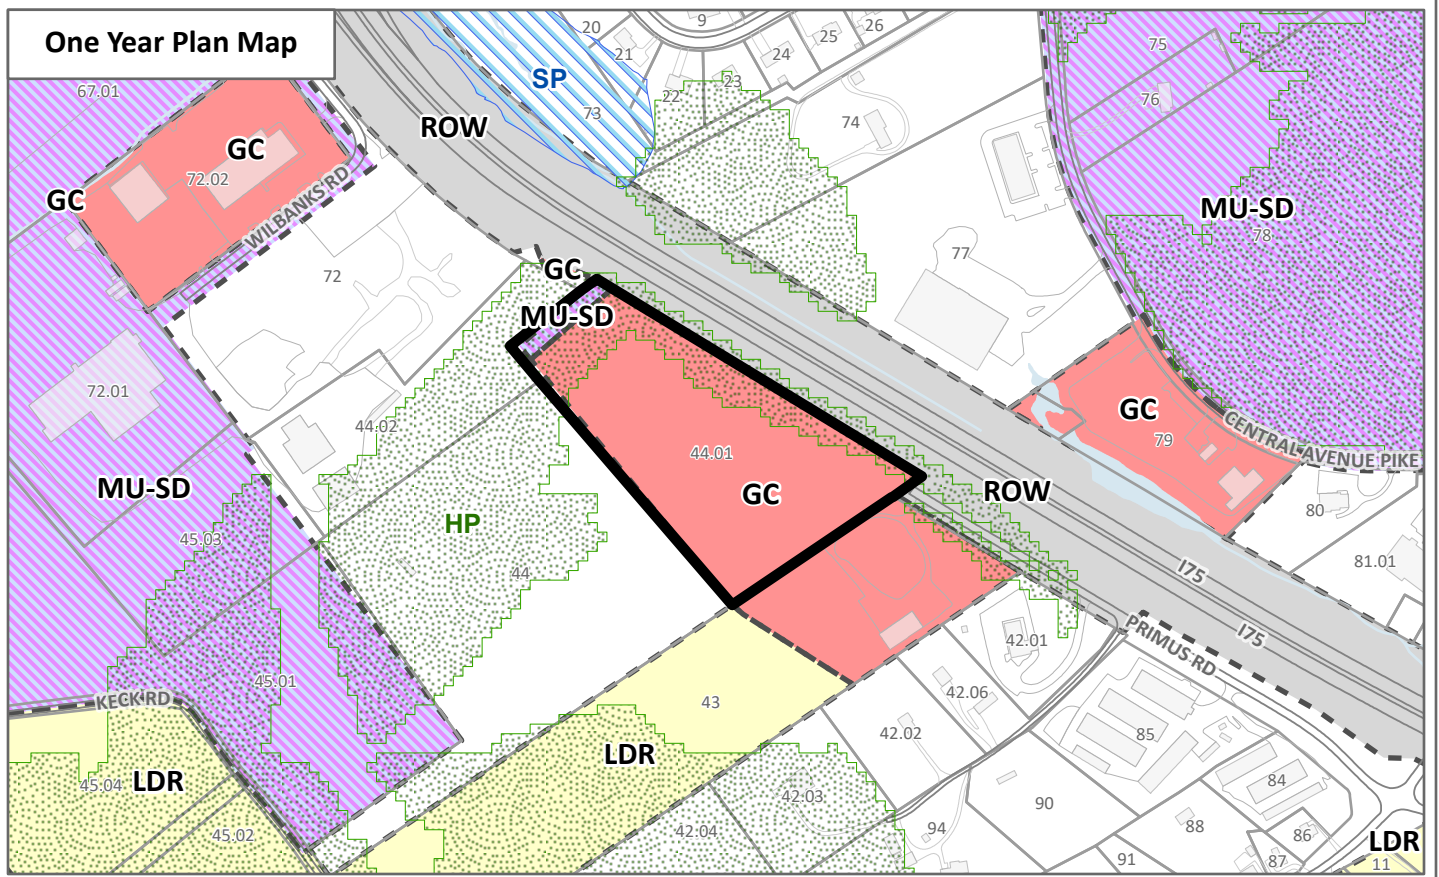 One Year Plan Map
20
9
21
24
25
26
75
67.01
SP
23
22
73
76
ROW
74
GC
72.02
GC
WILBANKS RD
MU-SD
78
72
GC
77
MU-SD
72.01
44.02
GC
79
CENTRAL AVENUE PIKE
44.01
MU-SD
GC
ROW
80
HP
45.03
44
81.01
I75
I75
42.01
PRIMUS RD
45.01
KECK RD
43
42.06
42.02
85
LDR
LDR
45.04
84
42.03
90
45.02
42.04
94
88
86
LDR
91
87
11